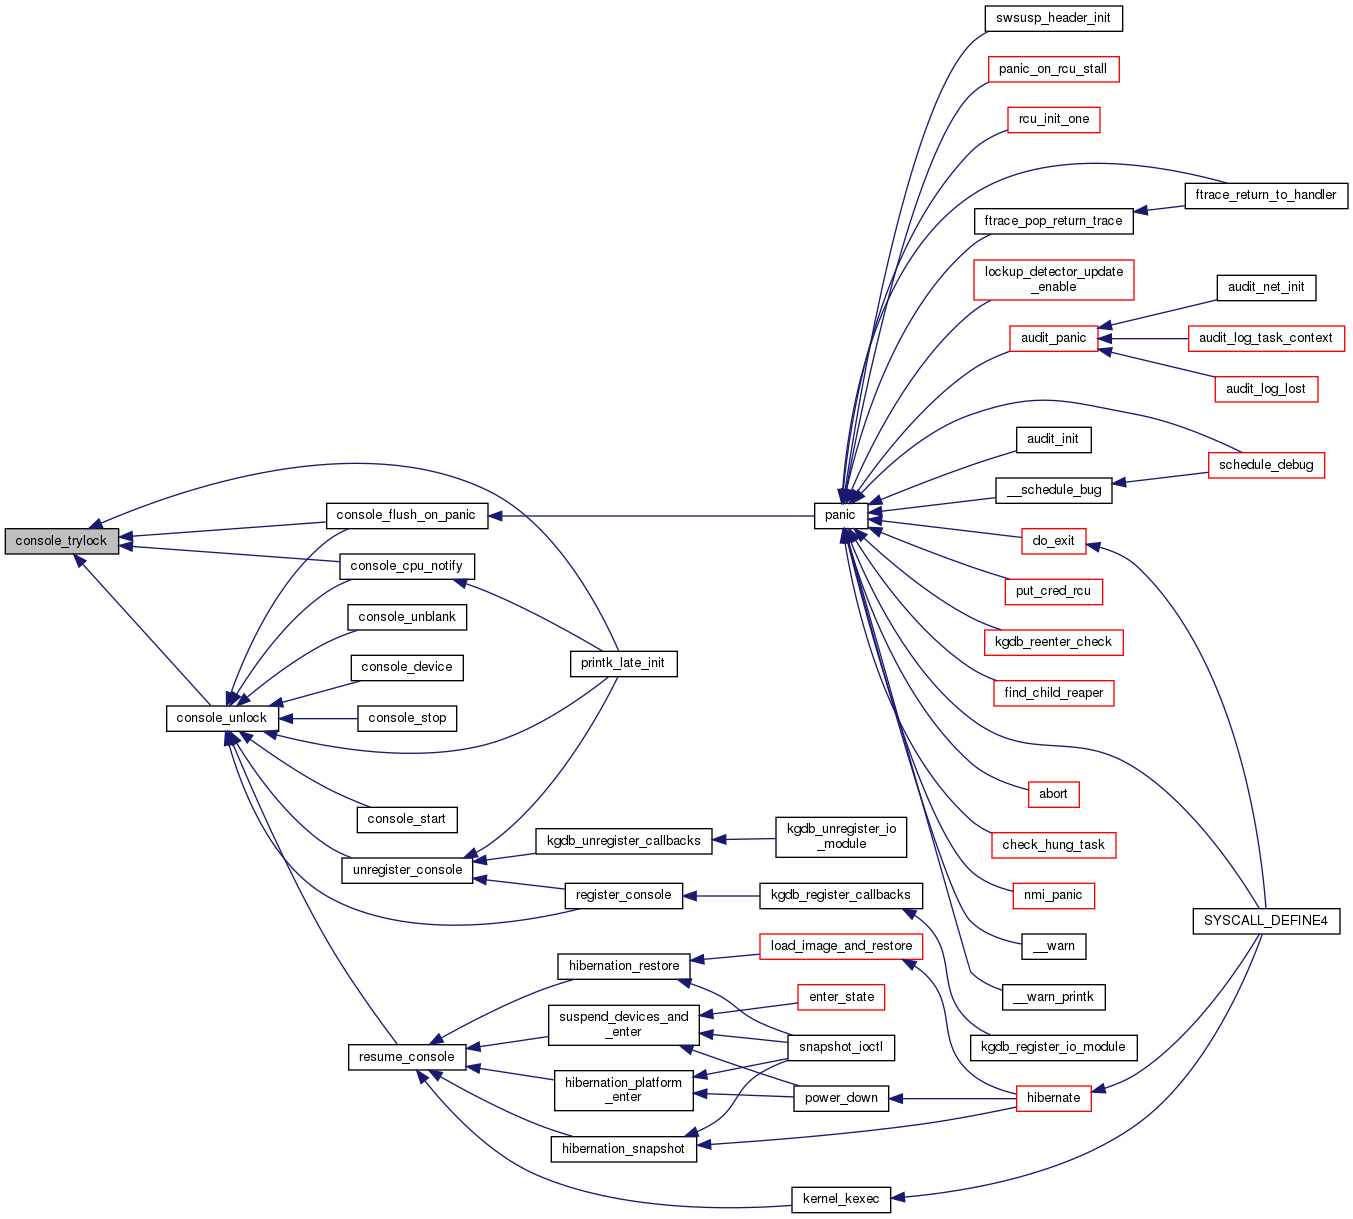 swsusp_header_init
panic_on_rcu_stall
rcu_init_one
ftrace_return_to_handler
ftrace_pop_return_trace
lockup_detector_update
_enable
audit_net_init
audit_panic
audit_log_task_context
audit_log_lost
audit_init
schedule_debug
__schedule_bug
console_flush_on_panic
panic
console_trylock
do_exit
console_cpu_notify
put_cred_rcu
console_unblank
kgdb_reenter_check
console_device
printk_late_init
find_child_reaper
console_unlock
console_stop
abort
console_start
kgdb_unregister_callbacks
kgdb_unregister_io
_module
check_hung_task
unregister_console
register_console
kgdb_register_callbacks
nmi_panic
SYSCALL_DEFINE4
load_image_and_restore
__warn
hibernation_restore
enter_state
__warn_printk
suspend_devices_and
_enter
snapshot_ioctl
kgdb_register_io_module
resume_console
hibernation_platform
_enter
power_down
hibernate
hibernation_snapshot
kernel_kexec